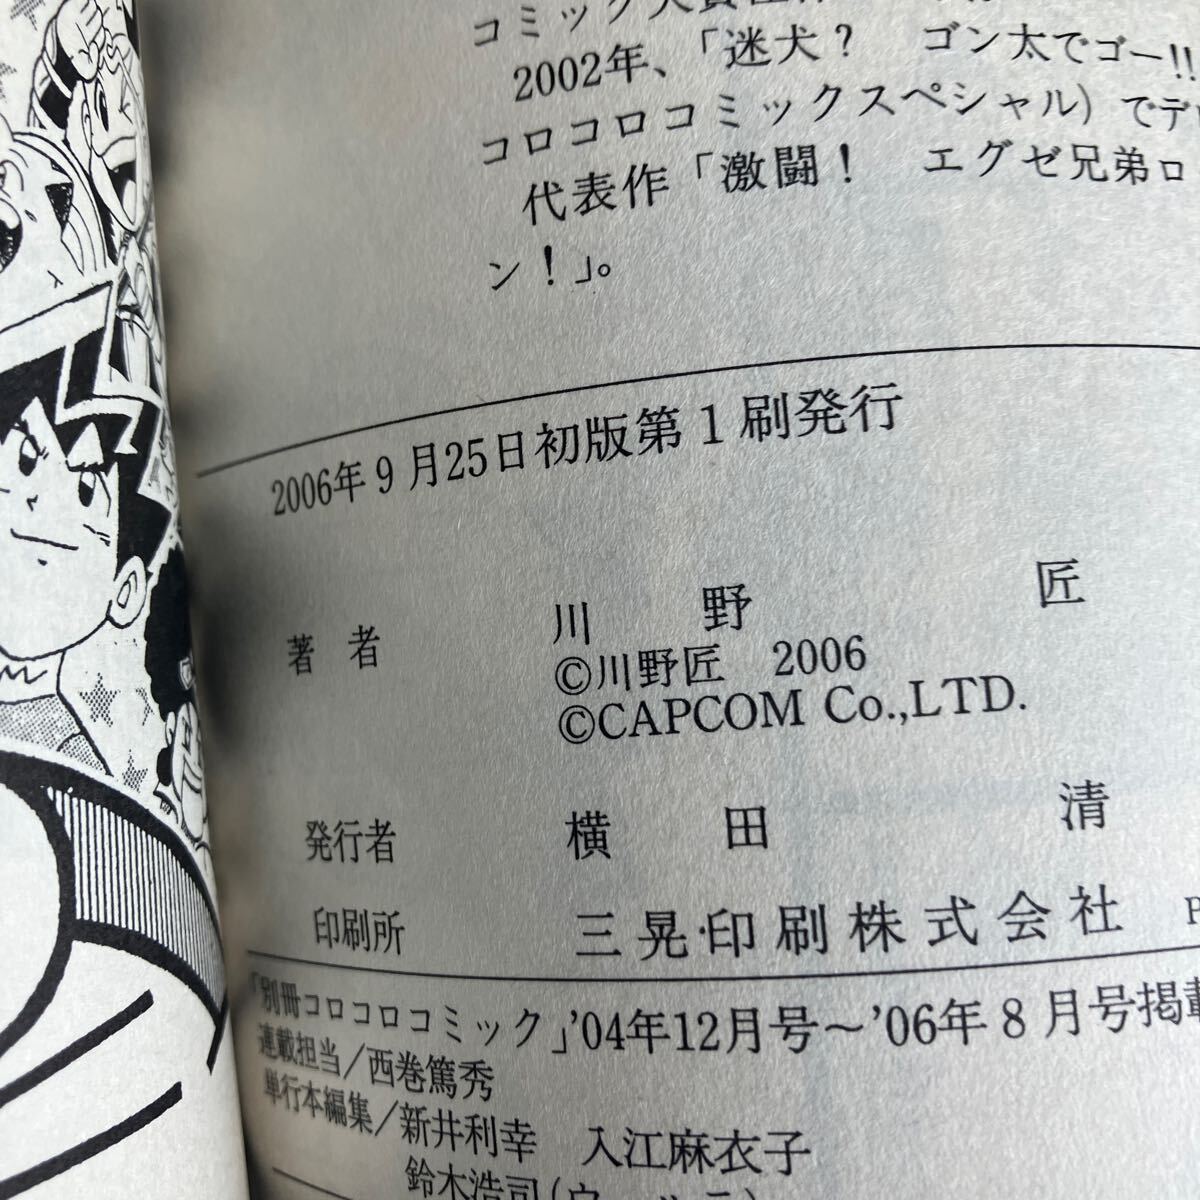 コミック大賞
2002年、「迷犬?　ゴン太でゴー!!
コロコロコミックスペシャル)でデ
代表作「激闘!　エグゼ兄弟ロ
ン!」。
2006年9月25日初版第1刷発行
著者　川野　匠
©川野匠　2006
©CAPCOM Co.,LTD.
発行者　横田　清
印刷所　三晃印刷株式会社　P
「別冊コロコロコミック」'04年12月号〜'06年8月号掲載
連載担当/西巻篤秀
単行本編集/新井利幸　入江麻衣子
鈴木浩司